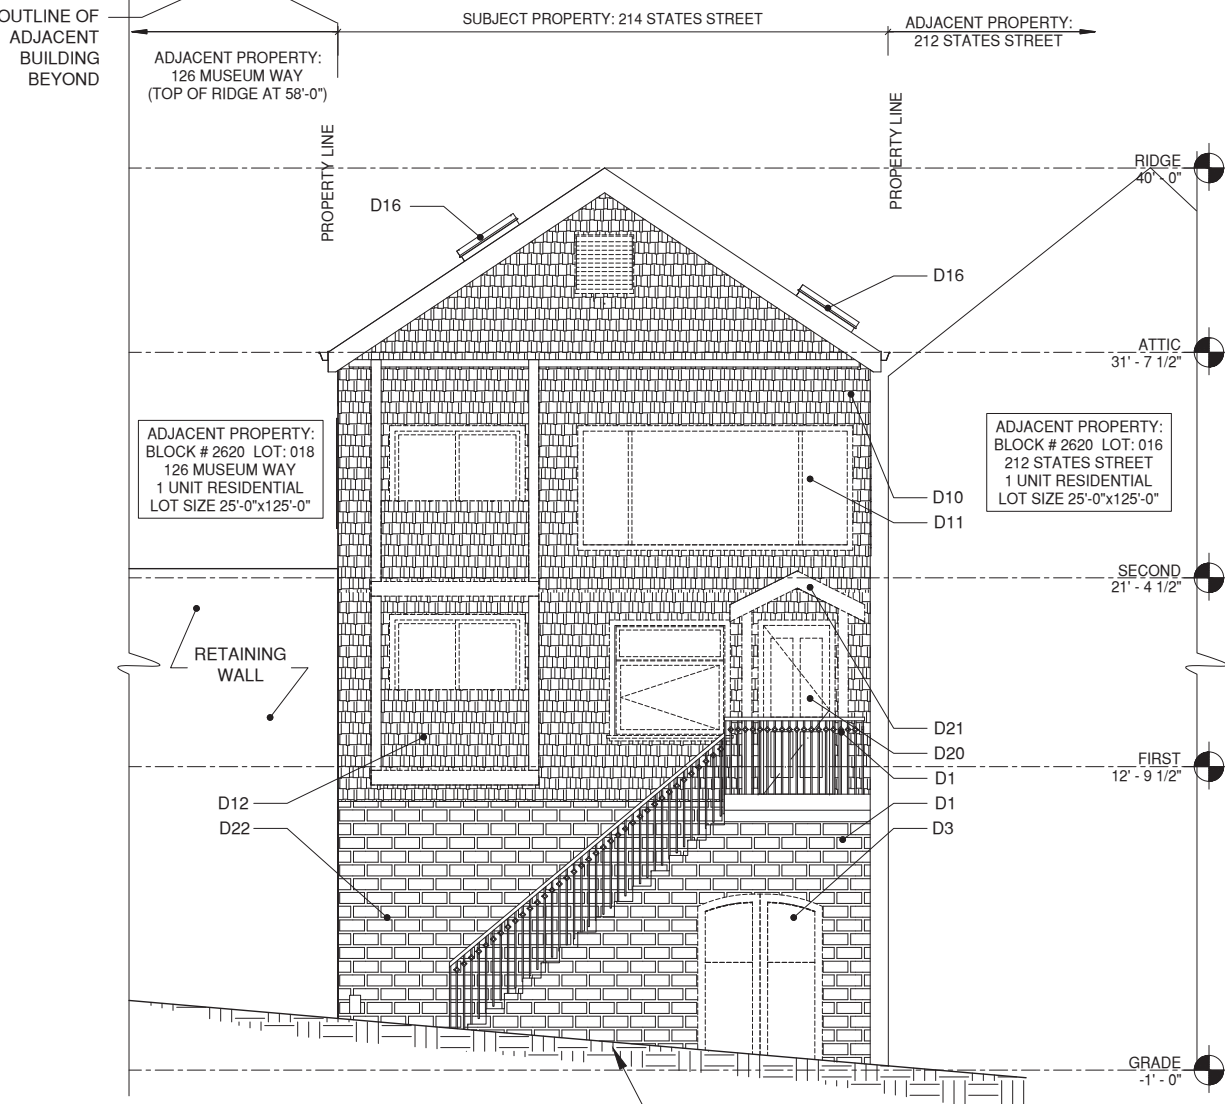 OUTLINE OF
ADJACENT
BUILDING
BEYOND
ADJACENT PROPERTY:
126 MUSEUM WAY
(TOP OF RIDGE AT 58'-0")
SUBJECT PROPERTY: 214 STATES STREET
ADJACENT PROPERTY:
212 STATES STREET
PROPERTY LINE
PROPERTY LINE
RIDGE
40' - 0"
D16
D16
ATTIC
31' - 7 1/2"
ADJACENT PROPERTY:
BLOCK # 2620 LOT: 018
126 MUSEUM WAY
1 UNIT RESIDENTIAL
LOT SIZE 25'-0"x125'-0"
ADJACENT PROPERTY:
BLOCK # 2620 LOT: 016
212 STATES STREET
1 UNIT RESIDENTIAL
LOT SIZE 25'-0"x125'-0"
D10
D11
SECOND
21' - 4 1/2"
RETAINING
WALL
D21
D20
D1
FIRST
12' - 9 1/2"
D12
D22
D1
D3
GRADE
-1' - 0"